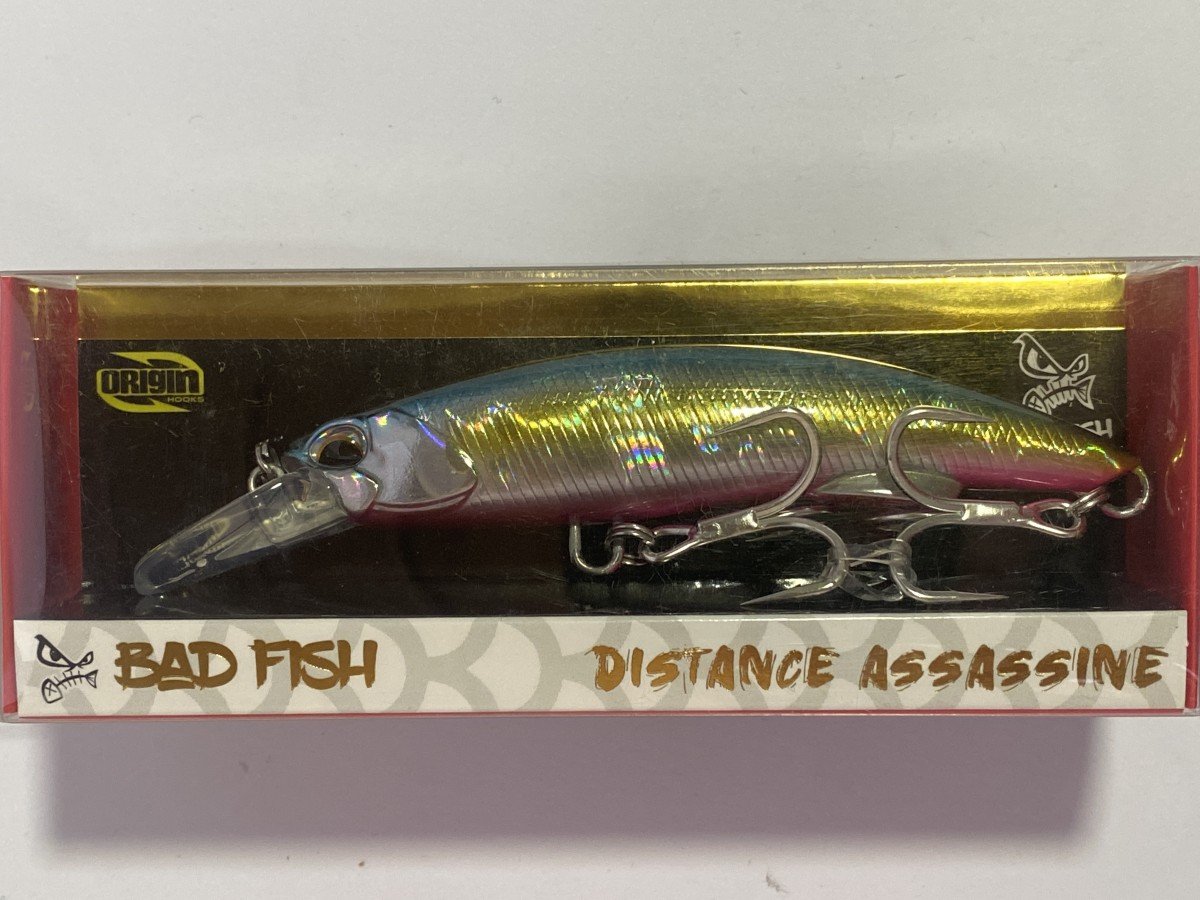 ORIGIN
HOOKS
BAD FISH
DISTANCE ASSASSINE